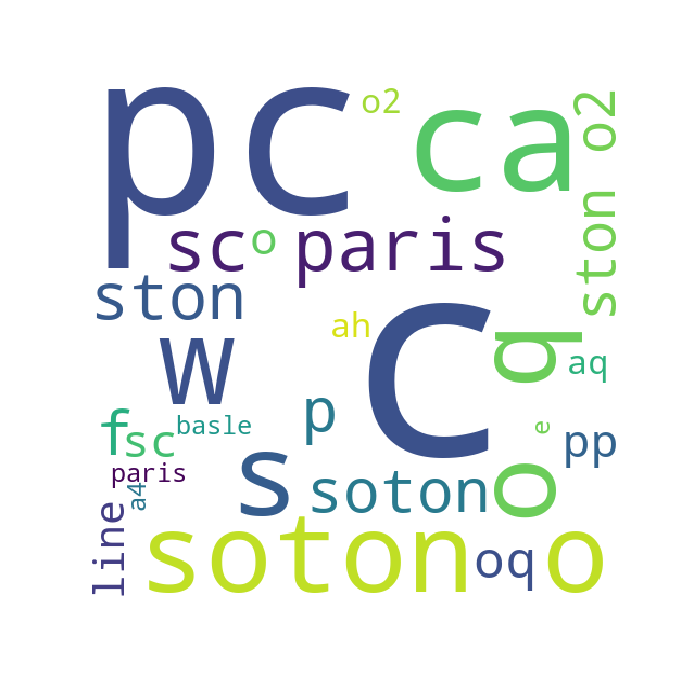 pc
o2
ca
ston o2
sc
o
paris
ston
w
ah
C
o q
aq
f
sc
basle
p
e
pp
paris
a4
s
soton
line
soton o
oq